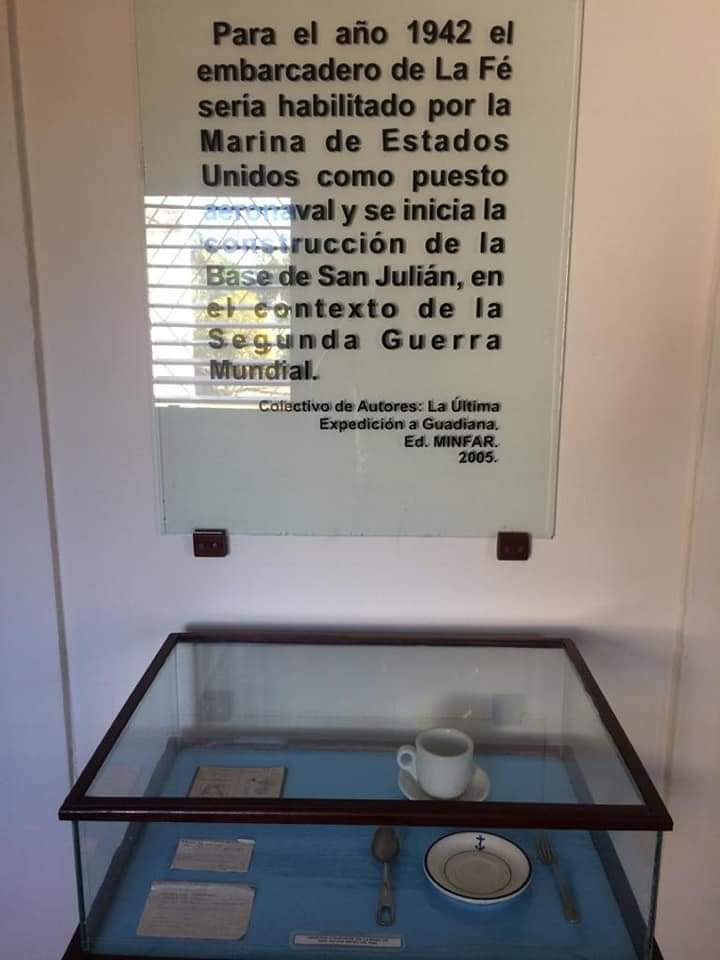 Para el año 1942 el
embarcadero de La Fé
sería habilitado por la
Marina de Estados
Unidos como puesto
aeronaval y se inicia la
construcción de la
Base de San Julián, en
el contexto de la
Segunda Guerra
Mundial.
Colectivo de Autores: La Última
Expedición a Guadiana.
Ed. MINFAR.
2005.